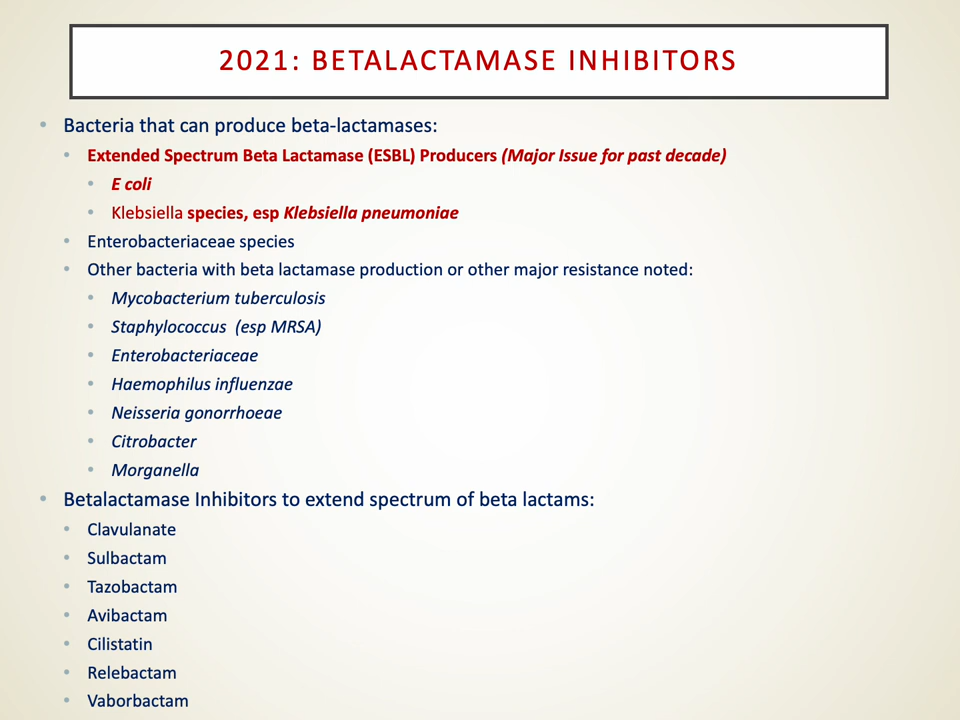 2021: BETALACTAMASE INHIBITORS
• Bacteria that can produce beta-lactamases:
• Extended Spectrum Beta Lactamase (ESBL) Producers (Major Issue for past decade)
• E coli
• Klebsiella species, esp Klebsiella pneumoniae
• Enterobacteriaceae species
• Other bacteria with beta lactamase production or other major resistance noted:
• Mycobacterium tuberculosis
• Staphylococcus (esp MRSA)
• Enterobacteriaceae
• Haemophilus influenzae
• Neisseria gonorrhoeae
• Citrobacter
• Morganella
• Betalactamase Inhibitors to extend spectrum of beta lactams:
• Clavulanate
• Sulbactam
• Tazobactam
• Avibactam
• Cilistatin
• Relebactam
• Vaborbactam